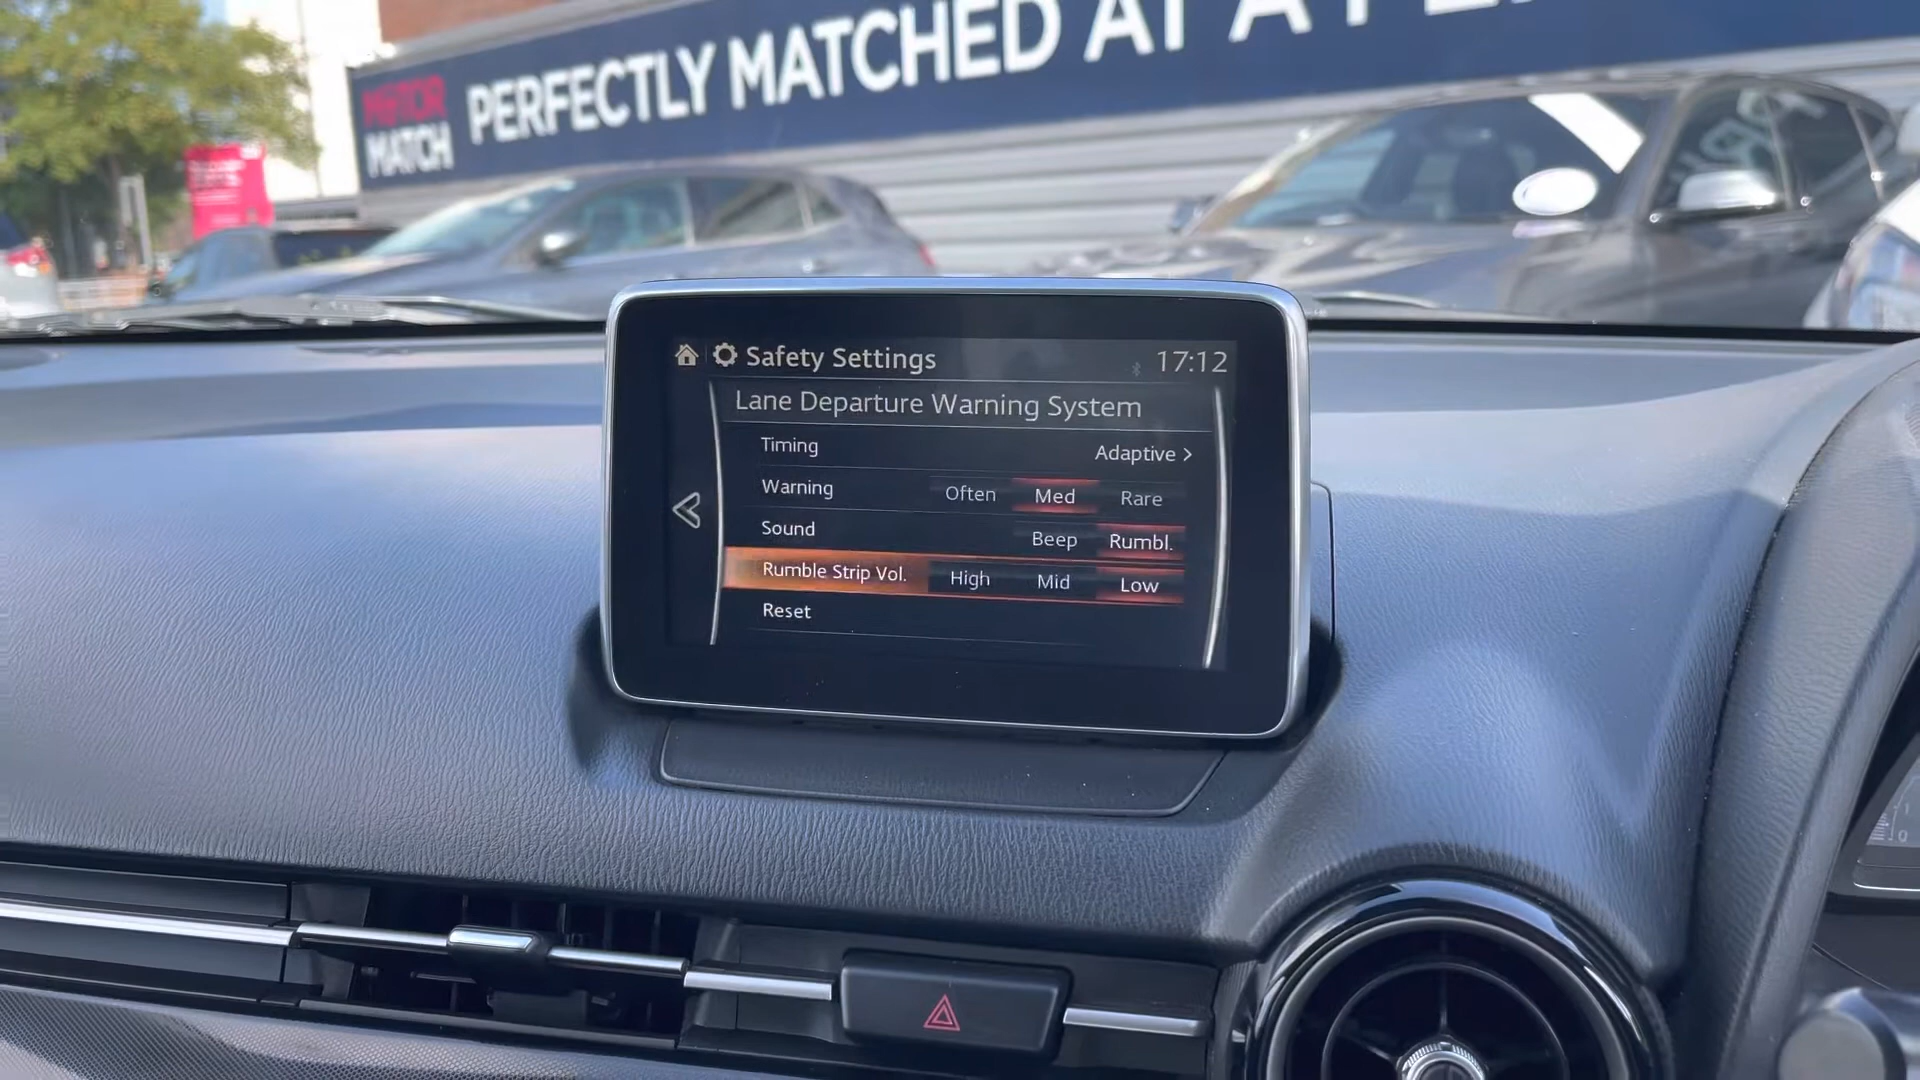 MOTOR
MATCH
PERFECTLY MATCHED AT A
Safety Settings 17:12
Lane Departure Warning System
Timing Adaptive >
Warning Often Med Rare
Sound Beep Rumbl.
Rumble Strip Vol. High Mid Low
Reset